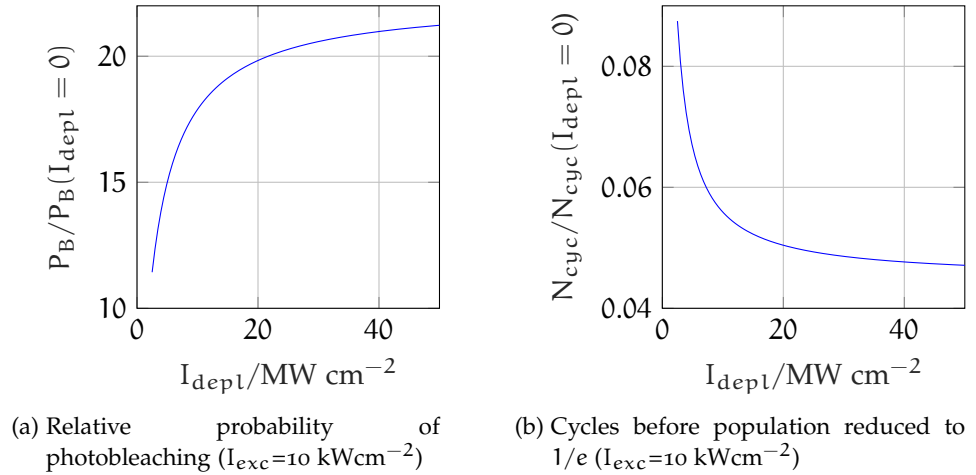 20
15
10
0
20
40
P_B/P_B(I_depl = 0)
I_depl/MW cm⁻²
(a) Relative probability of
photobleaching (I_exc=10 kWcm⁻²)
0.08
0.06
0.04
0
20
40
N_cyc/N_cyc(I_depl = 0)
I_depl/MW cm⁻²
(b) Cycles before population reduced to
1/e (I_exc=10 kWcm⁻²)